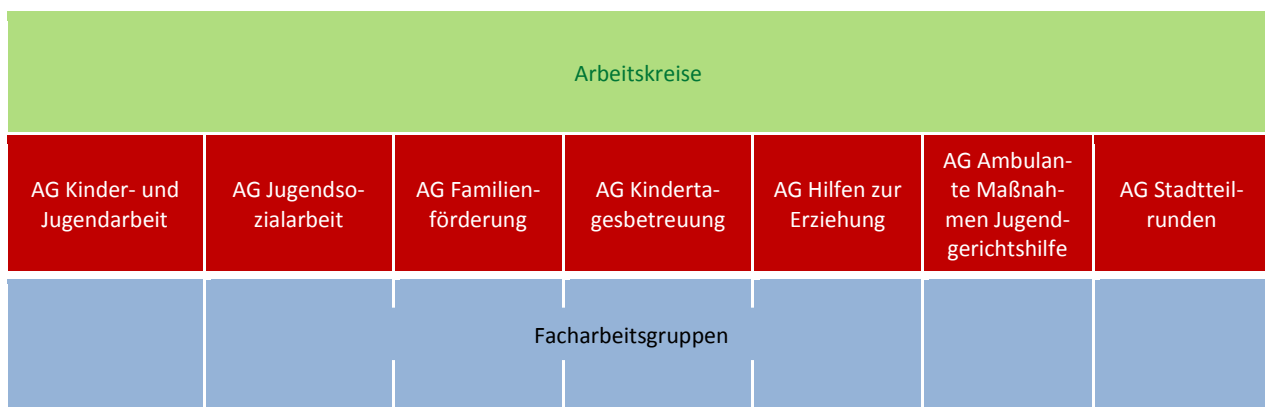 Arbeitskreise
AG Kinder- und
Jugendarbeit
AG Jugendso-
zialarbeit
AG Familien-
förderung
AG Kinderta-
gesbetreuung
AG Hilfen zur
Erziehung
AG Ambulan-
te Maßnah-
men Jugend-
gerichtshilfe
AG Stadtteil-
runden
Facharbeitsgruppen